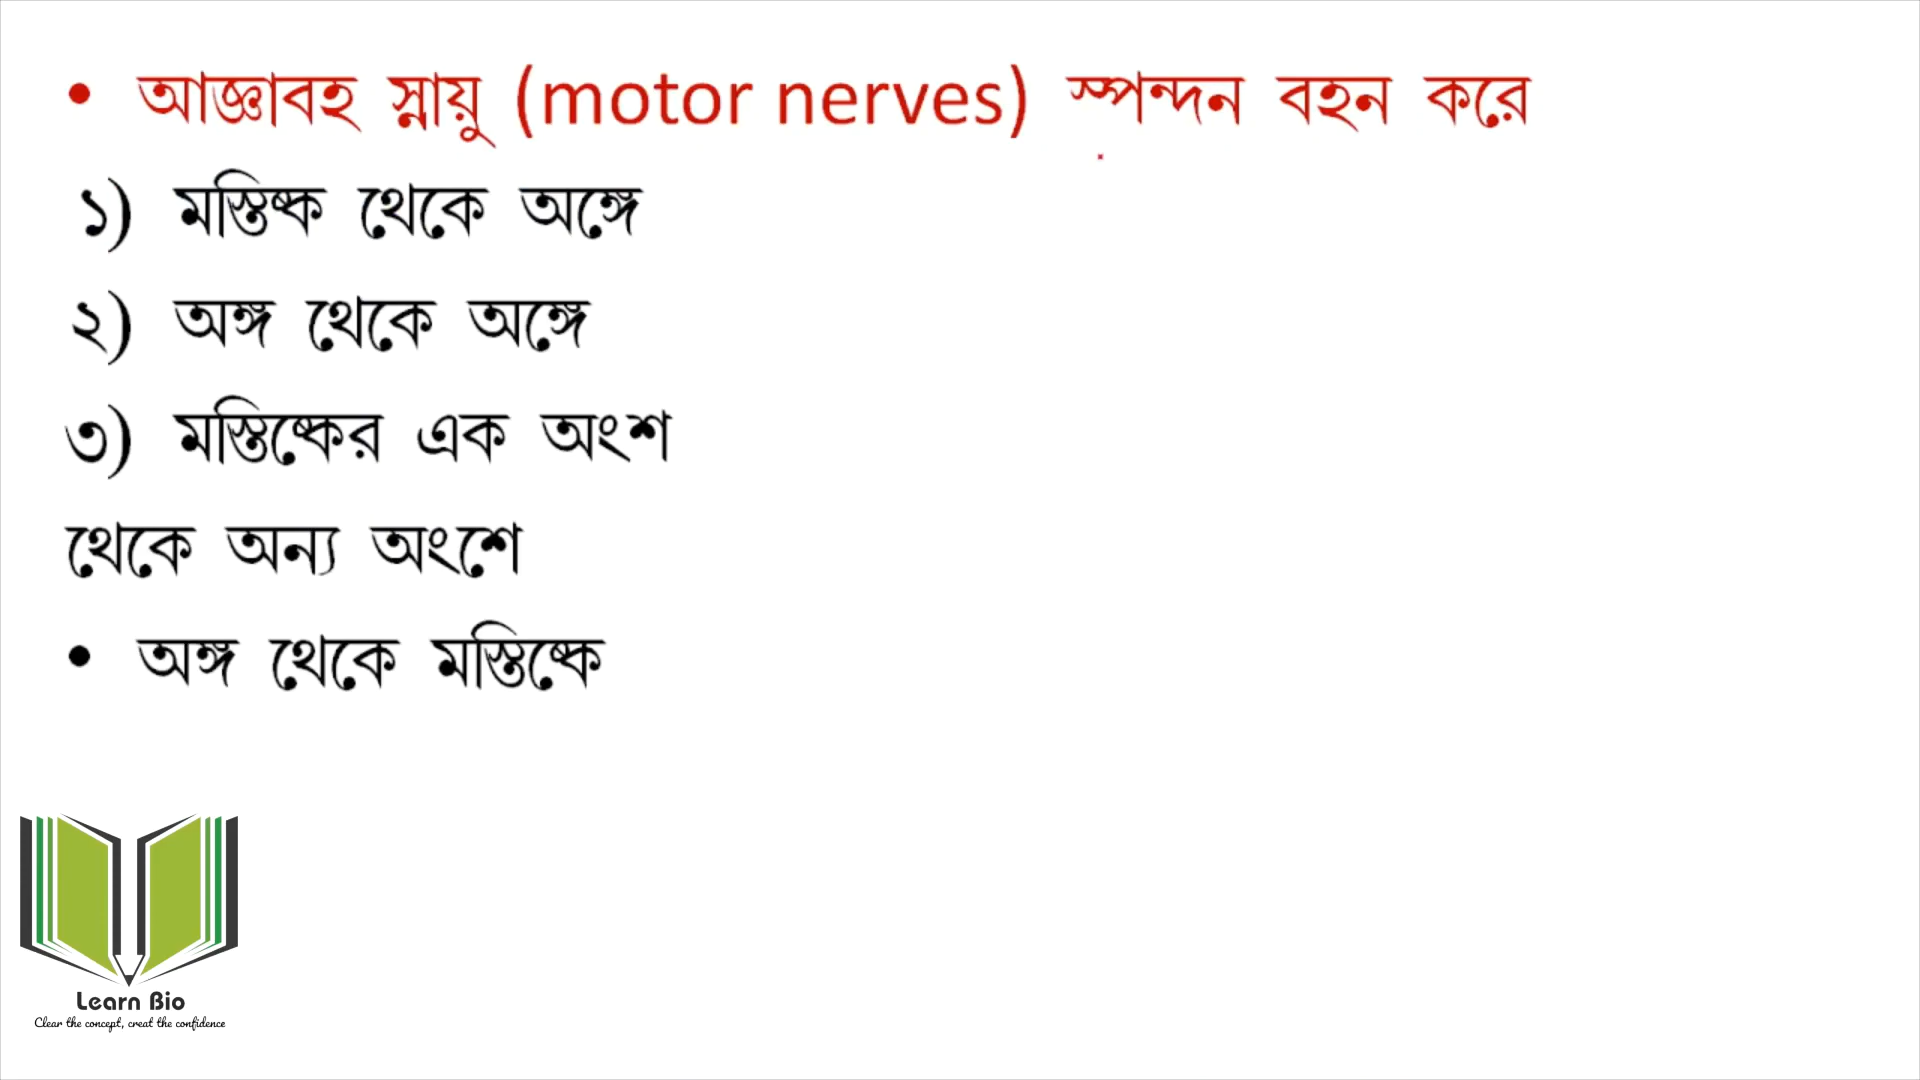 • আজ্ঞাবহ স্নায়ু (motor nerves) স্পন্দন বহন করে
১) মস্তিষ্ক থেকে অঙ্গে
২) অঙ্গ থেকে অঙ্গে
৩) মস্তিষ্কের এক অংশ
থেকে অন্য অংশে
• অঙ্গ থেকে মস্তিষ্কে
Learn Bio
Clear the concept, creat the confidence